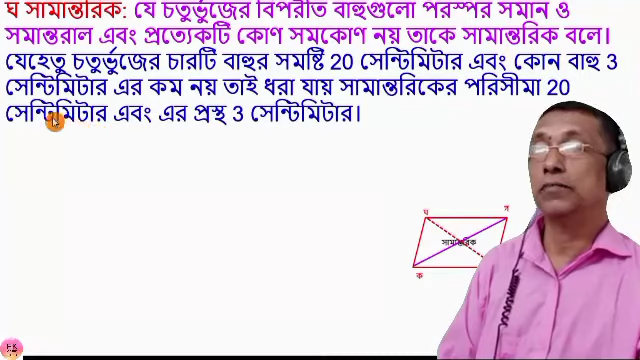 ঘ সামান্তরিক: যে চতুর্ভুজের বিপরীত বাহুগুলো পরস্পর সমান ও
সমান্তরাল এবং প্রত্যেকটি কোণ সমকোণ নয় তাকে সামান্তরিক বলে।
যেহেতু চতুর্ভুজের চারটি বাহুর সমষ্টি 20 সেন্টিমিটার এবং কোন বাহু 3
সেন্টিমিটার এর কম নয় তাই ধরা যায় সামান্তরিকের পরিসীমা 20
সেন্টিমিটার এবং এর প্রস্থ 3 সেন্টিমিটার।
ঘ
গ
সামান্তরিক
ক